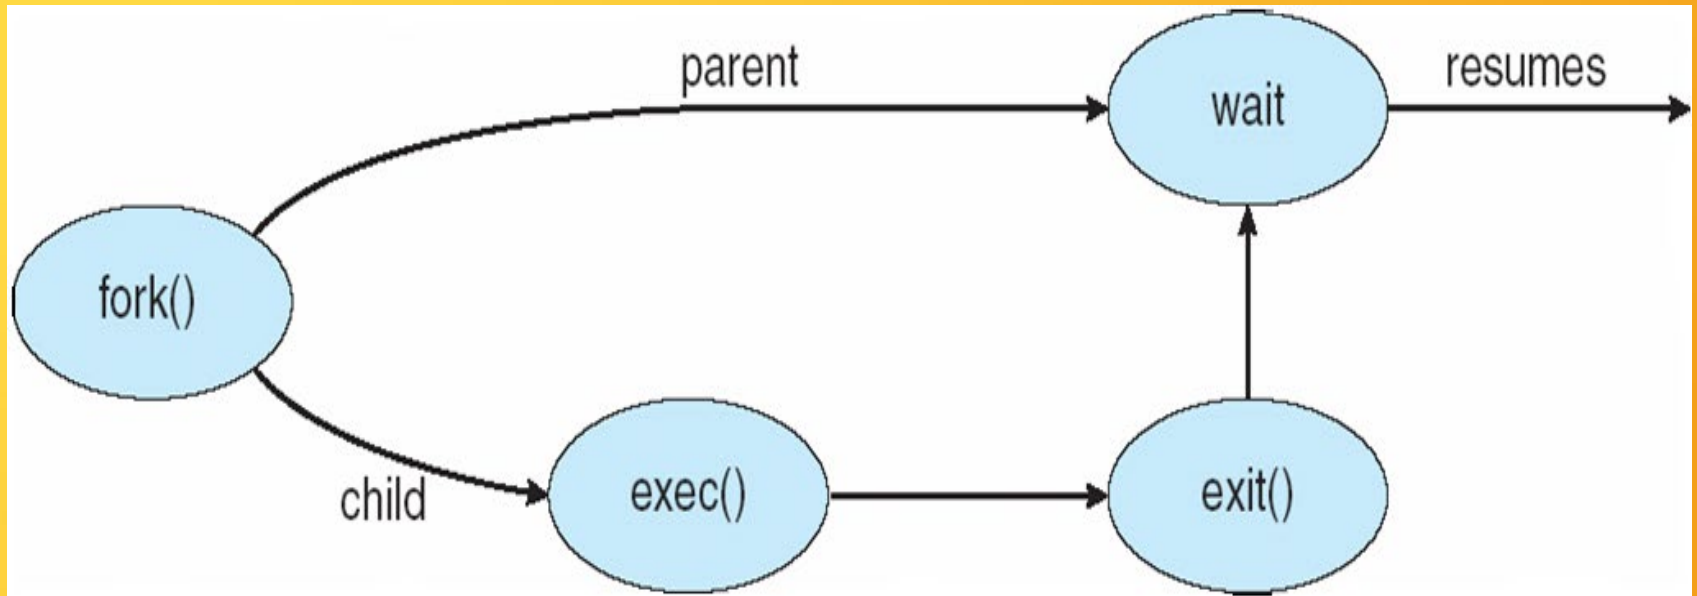 parent
wait
resumes
fork()
child
exec()
exit()